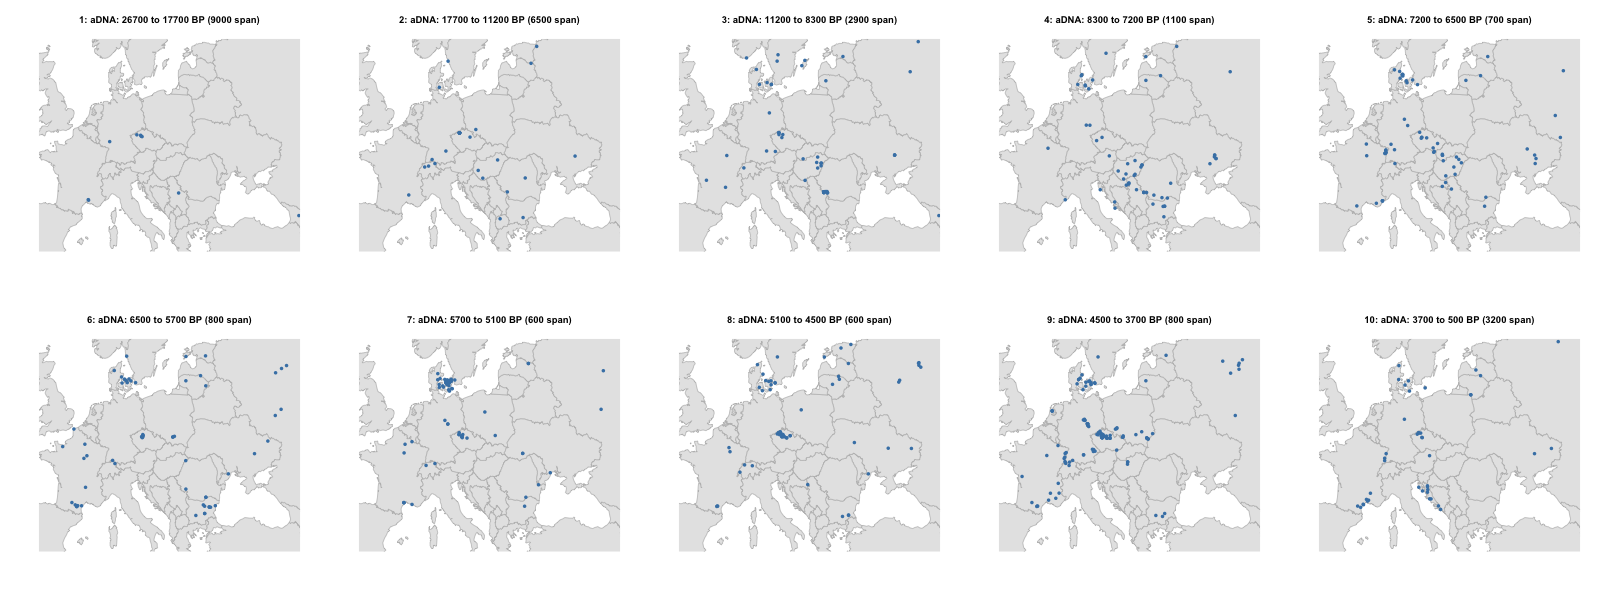 1: aDNA: 26700 to 17700 BP (9000 span)
2: aDNA: 17700 to 11200 BP (6500 span)
3: aDNA: 11200 to 8300 BP (2900 span)
4: aDNA: 8300 to 7200 BP (1100 span)
5: aDNA: 7200 to 6500 BP (700 span)
6: aDNA: 6500 to 5700 BP (800 span)
7: aDNA: 5700 to 5100 BP (600 span)
8: aDNA: 5100 to 4500 BP (600 span)
9: aDNA: 4500 to 3700 BP (800 span)
10: aDNA: 3700 to 500 BP (3200 span)